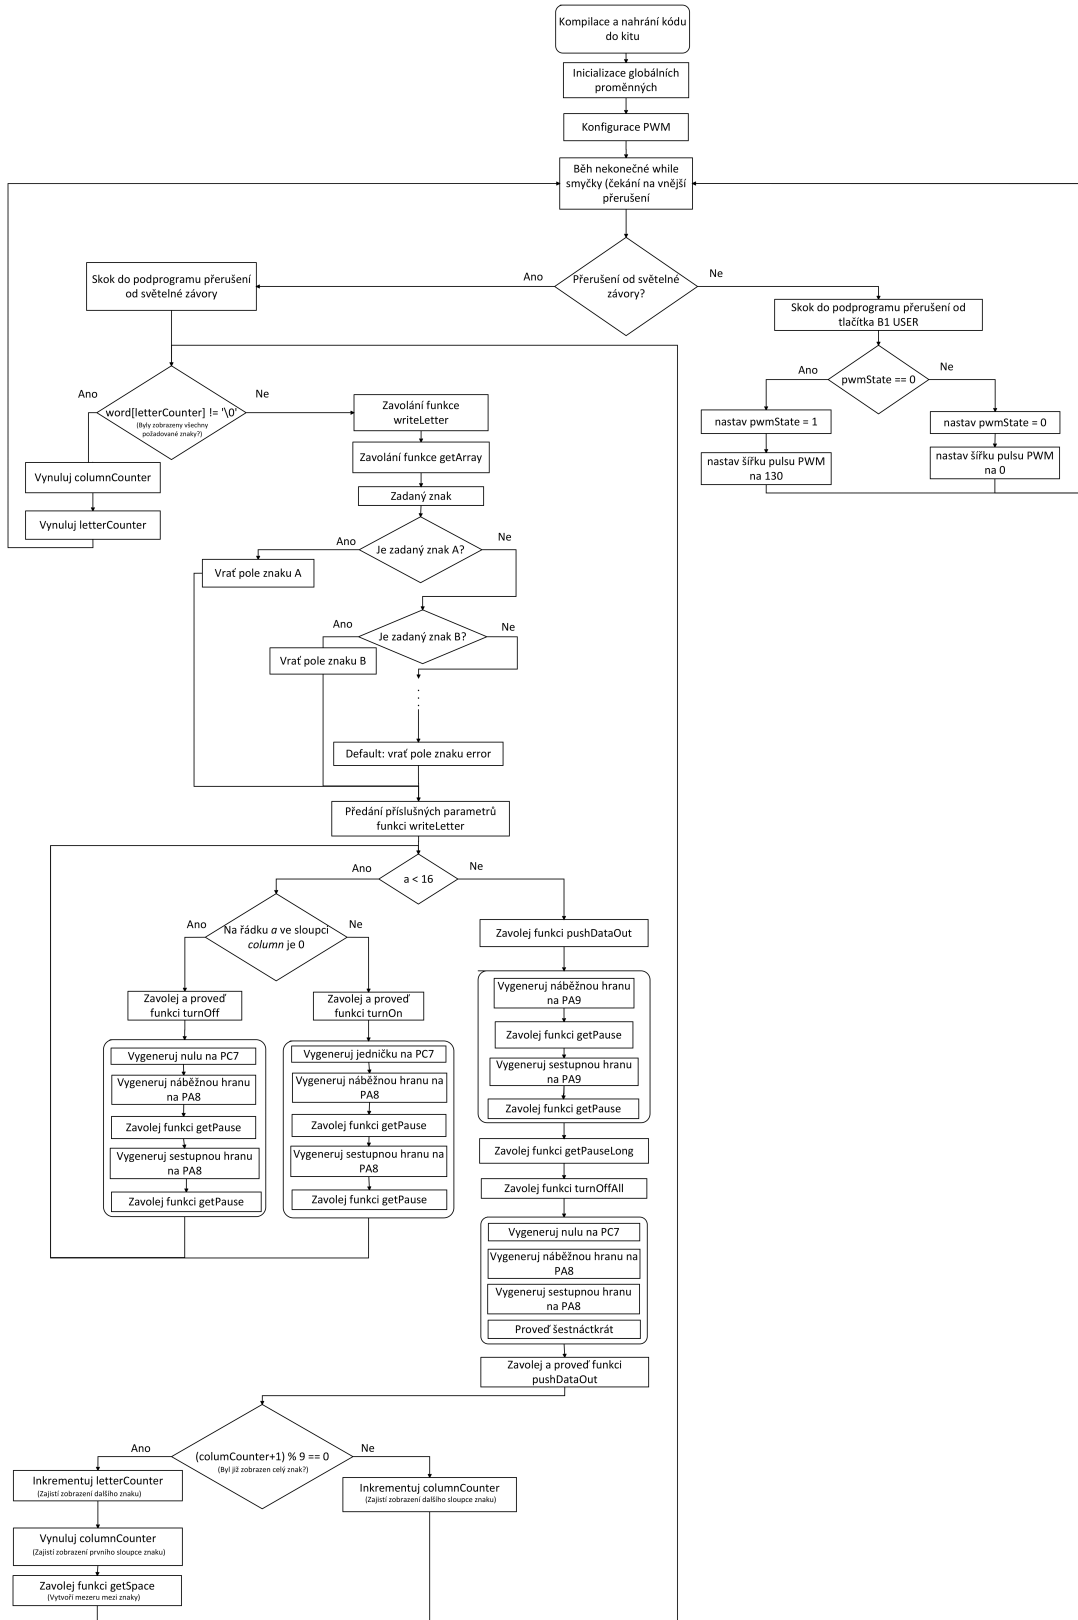 Kompilace a nahrání kódu
do kitu
Inicializace globálních
proměnných
Konfigurace PWM
Běh nekonečné while
smyčky (čekání na vnější
přerušení
Přerušení od světelné
závory?
Ano
Ne
Skok do podprogramu přerušení
od světelné závory
Skok do podprogramu přerušení od
tlačítka B1 USER
pwmState == 0
Ano
Ne
nastav pwmState = 1
nastav pwmState = 0
nastav šířku pulsu PWM
na 130
nastav šířku pulsu PWM
na 0
word[letterCounter] != '\0'
(Byly zobrazeny všechny
požadované znaky?)
Ano
Ne
Vynuluj columnCounter
Vynuluj letterCounter
Zavolání funkce
writeLetter
Zavolání funkce getArray
Zadaný znak
Je zadaný znak A?
Ano
Ne
Vrať pole znaku A
Je zadaný znak B?
Ano
Ne
Vrať pole znaku B
.
.
.
Default: vrať pole znaku error
Předání příslušných parametrů
funkci writeLetter
a < 16
Ano
Ne
Na řádku a ve sloupci
column je 0
Ano
Ne
Zavolej a proveď
funkci turnOff
Vygeneruj nulu na PC7
Vygeneruj náběžnou hranu
na PA8
Zavolej funkci getPause
Vygeneruj sestupnou hranu
na PA8
Zavolej funkci getPause
Zavolej a proveď
funkci turnOn
Vygeneruj jedničku na PC7
Vygeneruj náběžnou hranu na
PA8
Zavolej funkci getPause
Vygeneruj sestupnou hranu na
PA8
Zavolej funkci getPause
Zavolej funkci pushDataOut
Vygeneruj náběžnou hranu
na PA9
Zavolej funkci getPause
Vygeneruj sestupnou hranu
na PA9
Zavolej funkci getPause
Zavolej funkci getPauseLong
Zavolej funkci turnOffAll
Vygeneruj nulu na PC7
Vygeneruj náběžnou hranu na
PA8
Vygeneruj sestupnou hranu
na PA8
Proveď šestnáctkrát
Zavolej a proveď funkci
pushDataOut
(columCounter+1) % 9 == 0
(Byl již zobrazen celý znak?)
Ano
Ne
Inkrementuj letterCounter
(Zajistí zobrazení dalšího znaku)
Vynuluj columnCounter
(Zajistí zobrazení prvního sloupce znaku)
Zavolej funkci getSpace
(Vytvoří mezeru mezi znaky)
Inkrementuj columnCounter
(Zajistí zobrazení dalšího sloupce znaku)